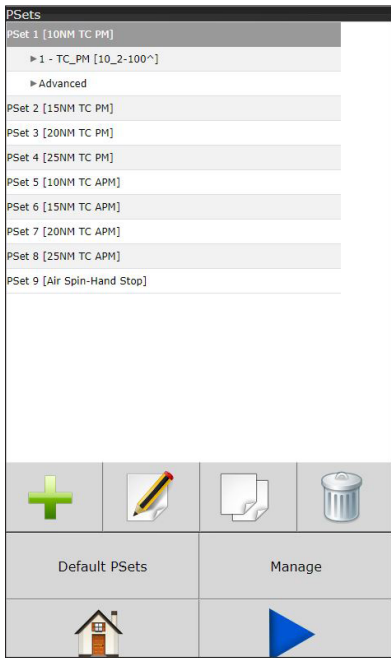 PSets
PSet 1 [10NM TC PM]
▶1 - TC_PM [10_2-100^]
▶Advanced
PSet 2 [15NM TC PM]
PSet 3 [20NM TC PM]
PSet 4 [25NM TC PM]
PSet 5 [10NM TC APM]
PSet 6 [15NM TC APM]
PSet 7 [20NM TC APM]
PSet 8 [25NM TC APM]
PSet 9 [Air Spin-Hand Stop]
Default PSets
Manage